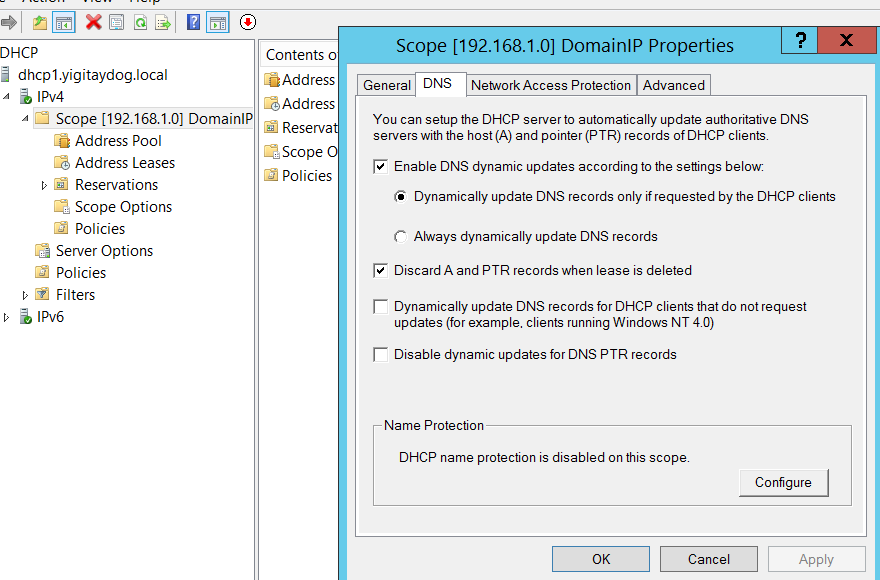 Action View Help
DHCP
dhcp1.yigitaydog.local
IPv4
Scope [192.168.1.0] DomainIP
Address Pool
Address Leases
Reservations
Scope Options
Policies
Server Options
Policies
Filters
IPv6
Contents o
Address
Address
Reservat
Scope O
Policies
Scope [192.168.1.0] DomainIP Properties
? X
General DNS Network Access Protection Advanced
You can setup the DHCP server to automatically update authoritative DNS
servers with the host (A) and pointer (PTR) records of DHCP clients.
Enable DNS dynamic updates according to the settings below:
Dynamically update DNS records only if requested by the DHCP clients
Always dynamically update DNS records
Discard A and PTR records when lease is deleted
Dynamically update DNS records for DHCP clients that do not request
updates (for example, clients running Windows NT 4.0)
Disable dynamic updates for DNS PTR records
Name Protection
DHCP name protection is disabled on this scope.
Configure
OK Cancel Apply